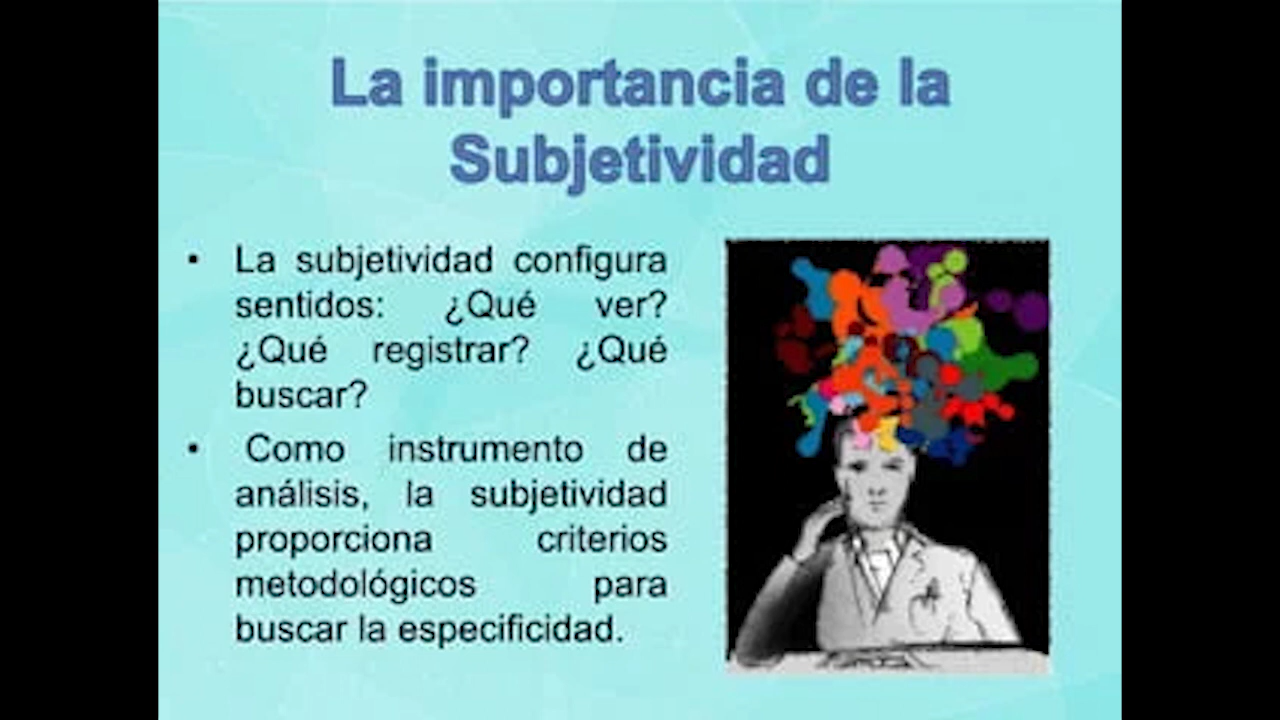 La importancia de la
Subjetividad
• La subjetividad configura
sentidos: ¿Qué ver?
¿Qué registrar? ¿Qué
buscar?
• Como instrumento de
análisis, la subjetividad
proporciona criterios
metodológicos para
buscar la especificidad.